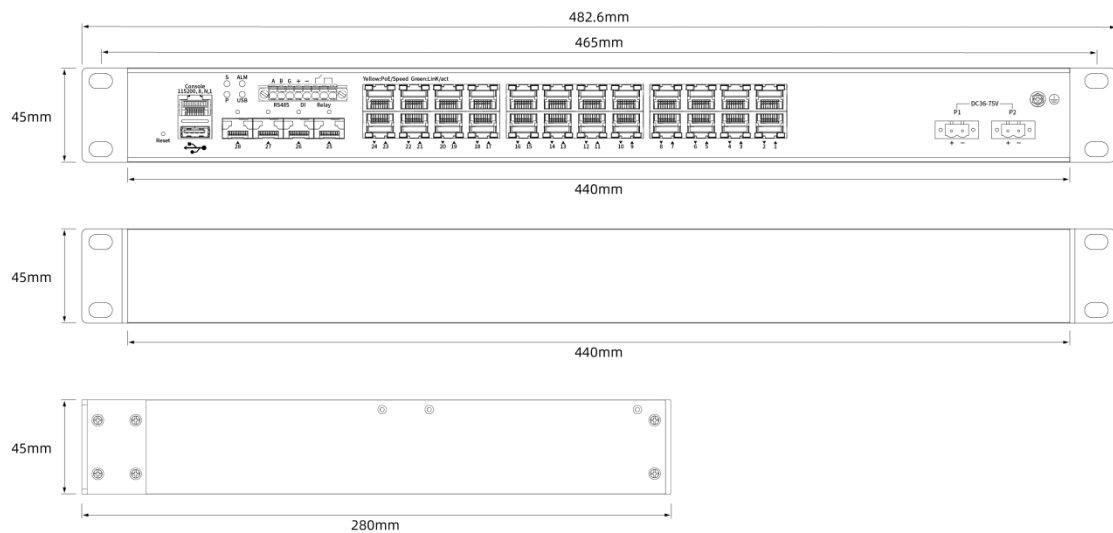 482.6mm
465mm
45mm
Console
115200, 8, N,1
S ALM
P USB
A B G + −
RS485 DI Relay
Yellow:PoE/Speed Green:LinK/act
DC36-75V
P1 P2
+ − + −
Reset
28 27 26 25
24 23 22 21 20 19 18 17 16 15 14 13 12 11 10 9 8 7 6 5 4 3 2 1
440mm
45mm
440mm
45mm
280mm